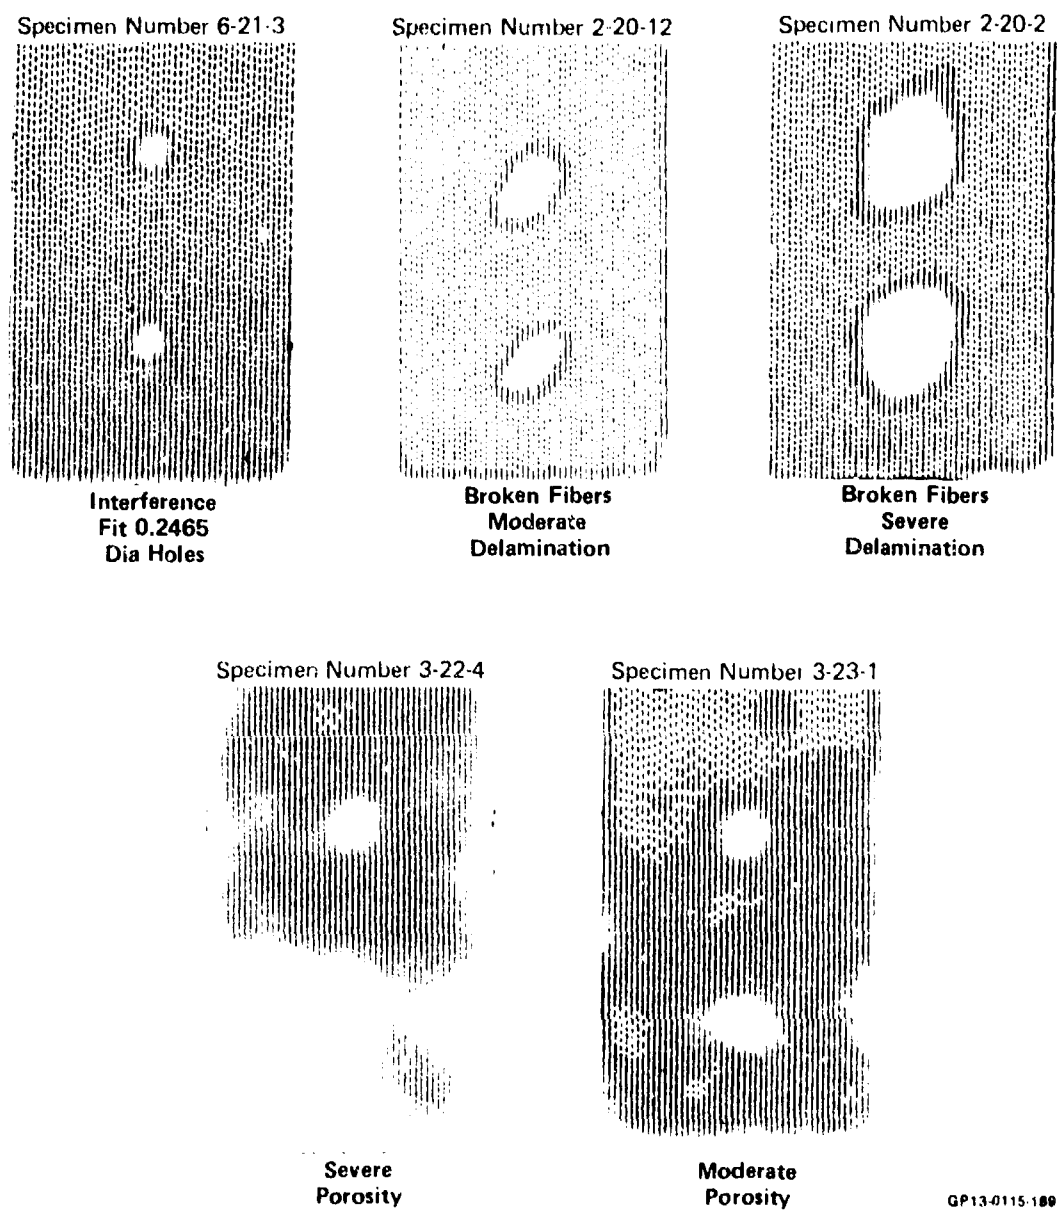 Specimen Number 6-21-3
Specimen Number 2-20-12
Specimen Number 2-20-2
Interference
Fit 0.2465
Dia Holes
Broken Fibers
Moderate
Delamination
Broken Fibers
Severe
Delamination
Specimen Number 3-22-4
Specimen Number 3-23-1
Severe
Porosity
Moderate
Porosity
GP13-0115-189